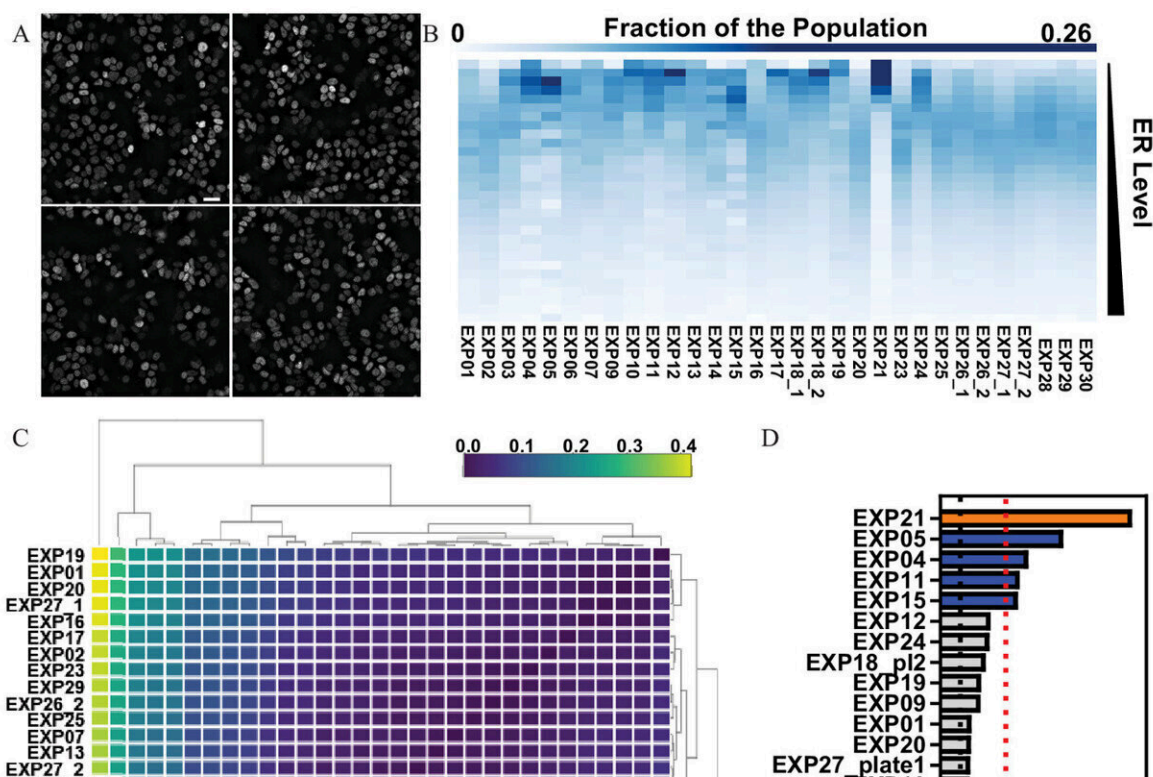 A
B
0 Fraction of the Population 0.26
ER Level
EXP01
EXP02
EXP03
EXP04
EXP05
EXP06
EXP07
EXP09
EXP10
EXP11
EXP12
EXP13
EXP14
EXP15
EXP16
EXP17
EXP18_1
EXP18_2
EXP19
EXP20
EXP21
EXP23
EXP24
EXP25
EXP26_1
EXP26_2
EXP27_1
EXP27_2
EXP28
EXP29
EXP30
C
0.0 0.1 0.2 0.3 0.4
EXP19
EXP01
EXP20
EXP27_1
EXP16
EXP17
EXP02
EXP23
EXP29
EXP26_2
EXP25
EXP07
EXP13
EXP27_2
D
EXP21
EXP05
EXP04
EXP11
EXP15
EXP12
EXP24
EXP18_pl2
EXP19
EXP09
EXP01
EXP20
EXP27_plate1